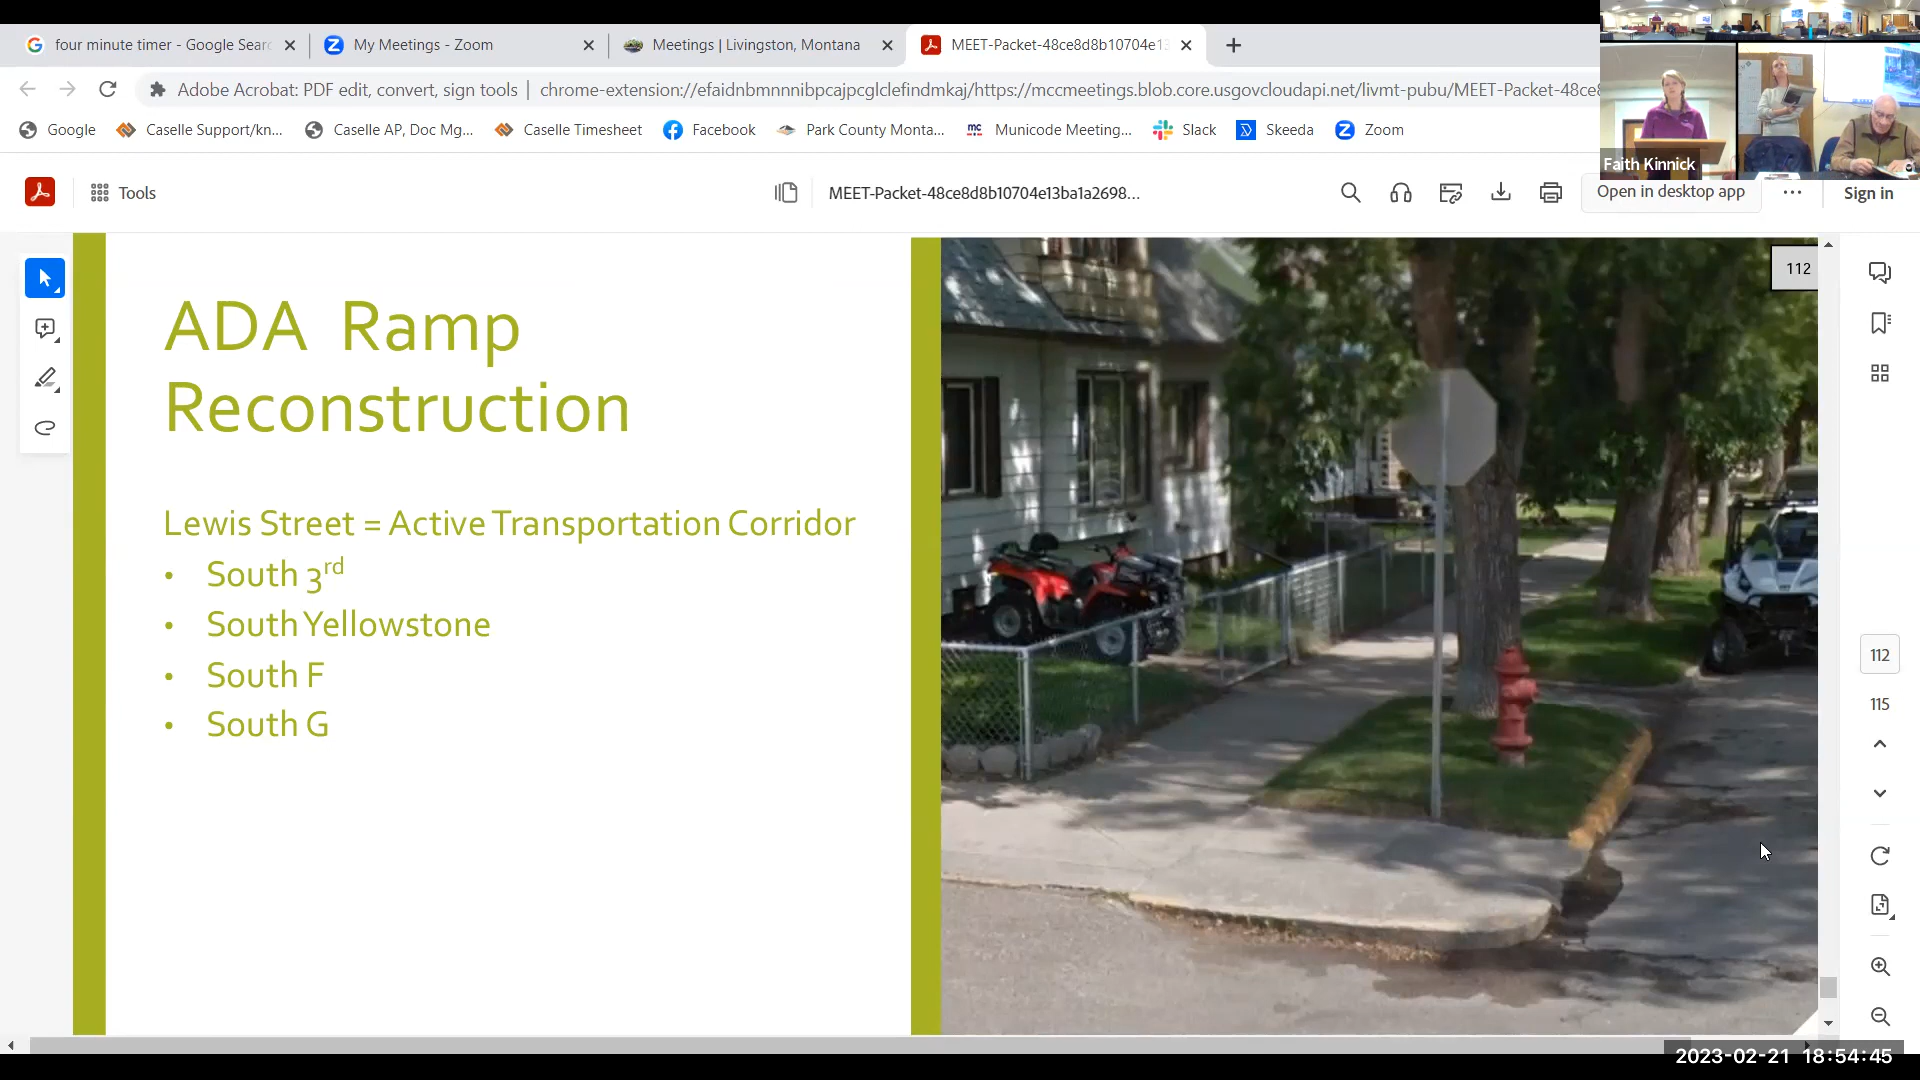 four minute timer - Google Sear
My Meetings - Zoom
Meetings | Livingston, Montana
MEET-Packet-48ce8d8b10704e13
Adobe Acrobat: PDF edit, convert, sign tools | chrome-extension://efaidnbmnnnibpcajpcglclefindmkaj/https://mccmeetings.blob.core.usgovcloudapi.net/livmt-pubu/MEET-Packet-48ce8
Google
Caselle Support/kn...
Caselle AP, Doc Mg...
Caselle Timesheet
Facebook
Park County Monta...
mc
Municode Meeting...
Slack
Skeeda
Zoom
Faith Kinnick
Tools
MEET-Packet-48ce8d8b10704e13ba1a2698...
Open in desktop app
Sign in
112
ADA Ramp
Reconstruction
Lewis Street = Active Transportation Corridor
• South 3rd
• South Yellowstone
• South F
• South G
112
115
2023-02-21 18:54:45